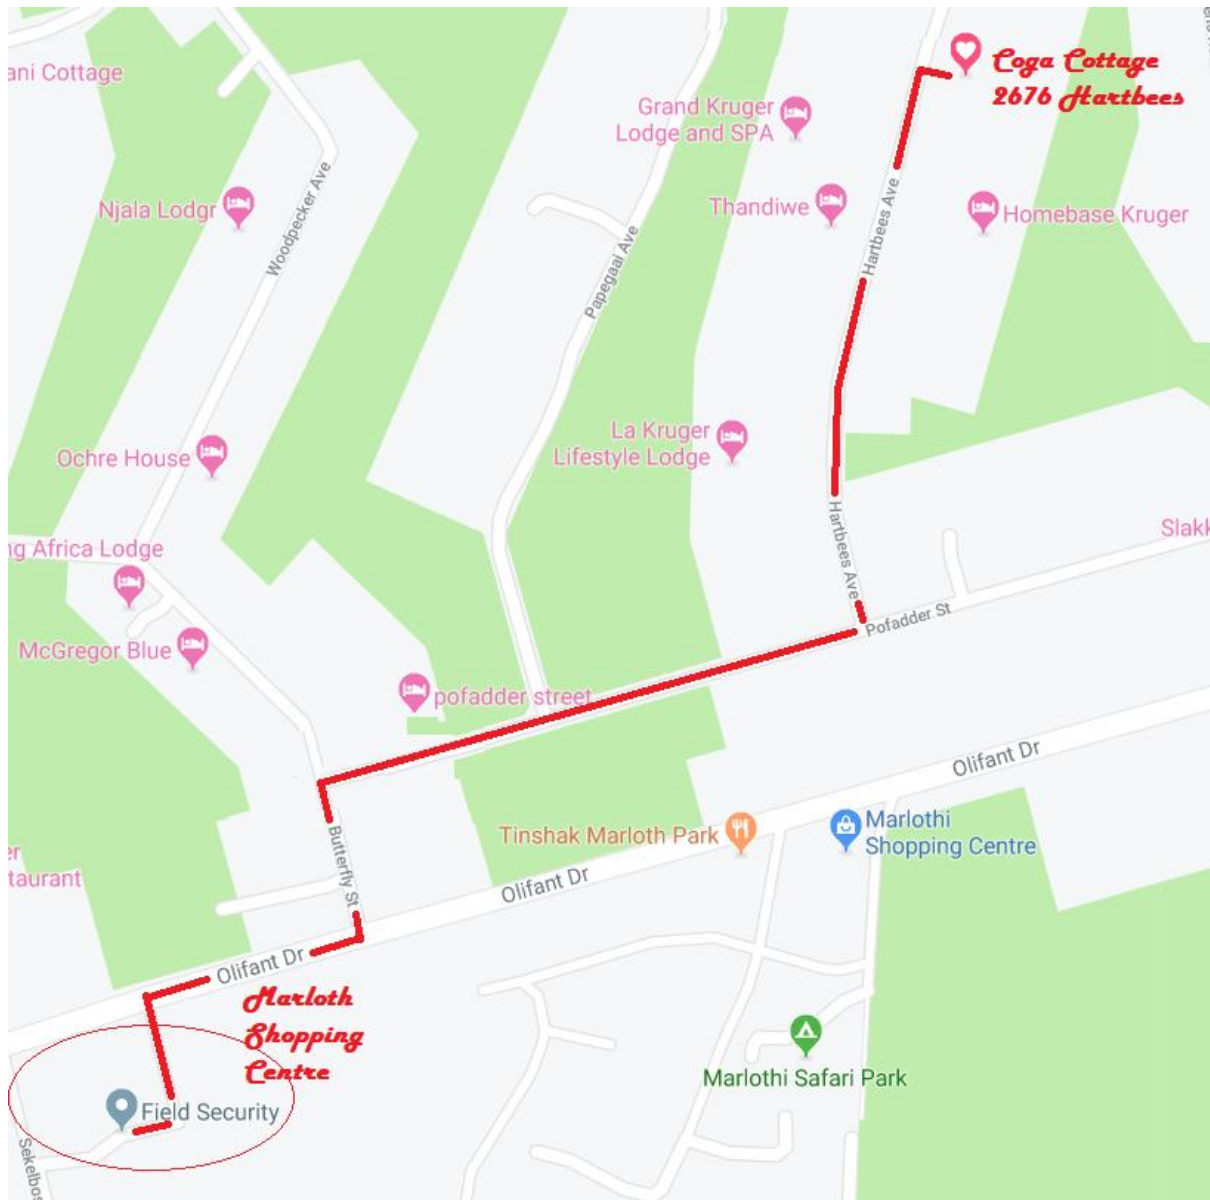 Coga Cottage
2676 Hartbees
ani Cottage
Grand Kruger
Lodge and SPA
Njala Lodgr
Woodpecker Ave
Thandiwe
Hartbees Ave
Homebase Kruger
Papegaai Ave
La Kruger
Lifestyle Lodge
Ochre House
Hartbees Ave
Slakk
ng Africa Lodge
Pofadder St
McGregor Blue
pofadder street
Olifant Dr
Marlothi
Shopping Centre
Tinshak Marloth Park
Butterfly St
er
taurant
Olifant Dr
Olifant Dr
Marloth
Shopping
Centre
Marlothi Safari Park
Field Security
Sekelbos